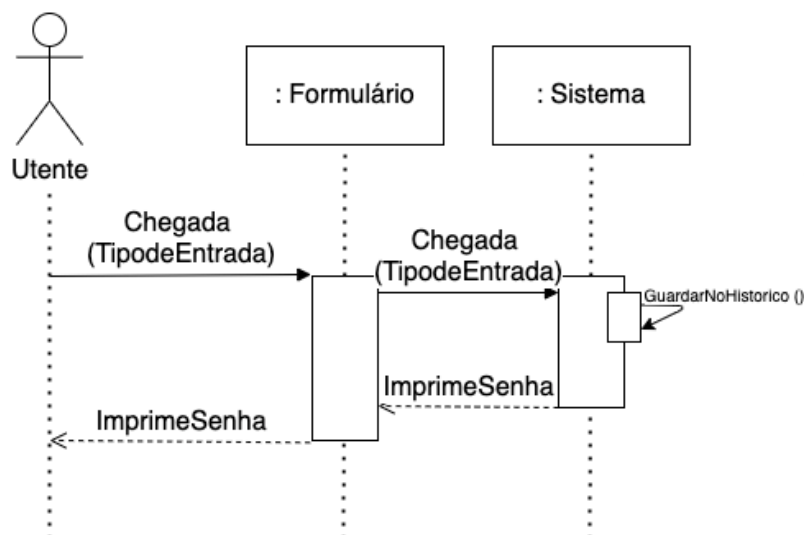 : Formulário
: Sistema
Utente
Chegada
(TipodeEntrada)
Chegada
(TipodeEntrada)
GuardarNoHistorico ()
ImprimeSenha
ImprimeSenha